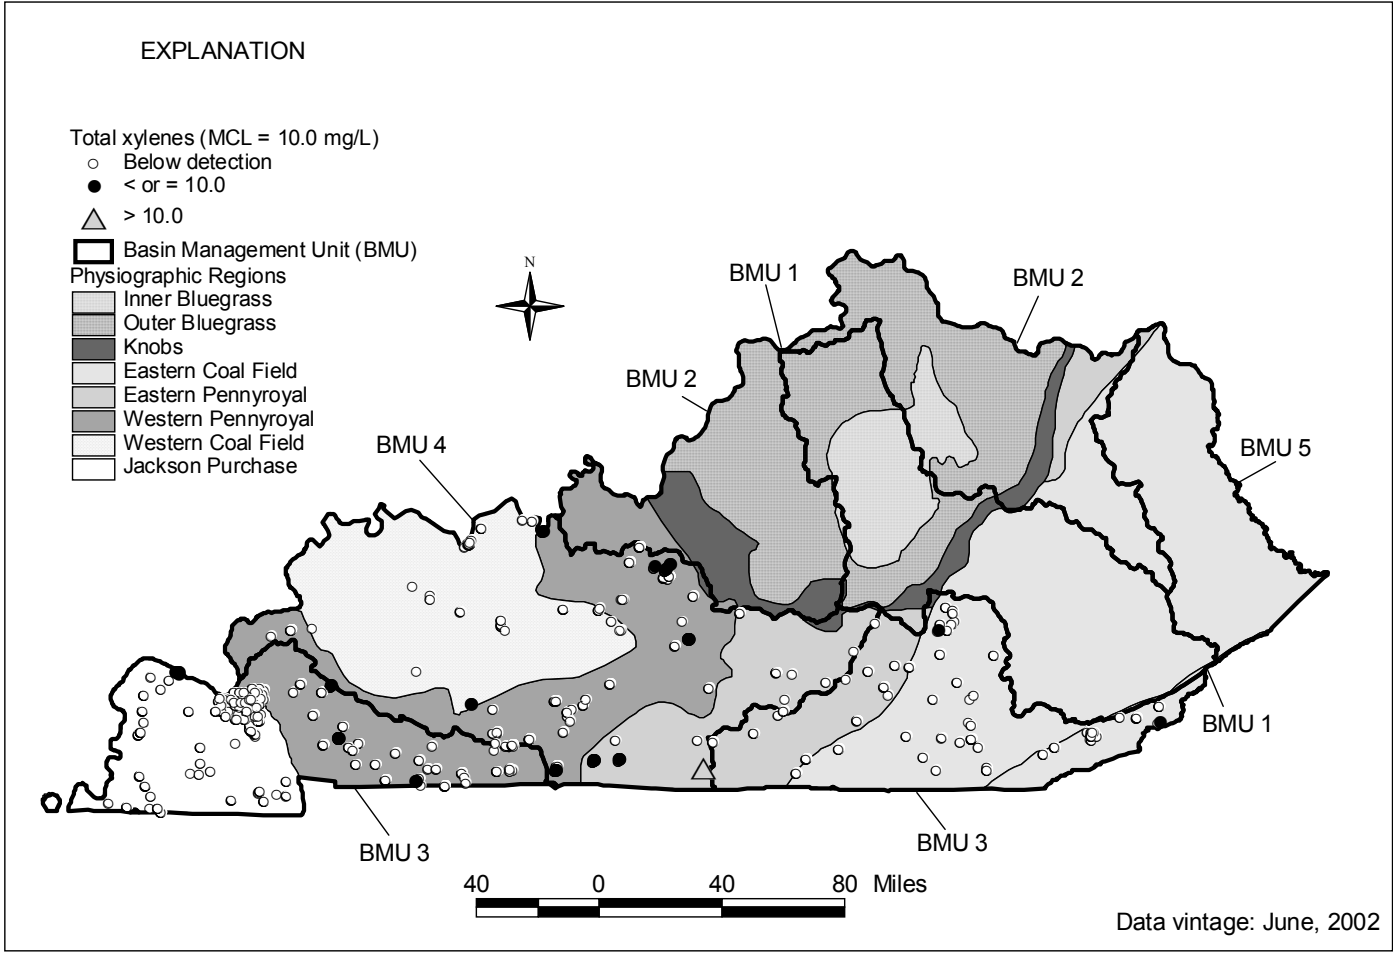 EXPLANATION
Total xylenes (MCL = 10.0 mg/L)
Below detection
< or = 10.0
> 10.0
Basin Management Unit (BMU)
Physiographic Regions
Inner Bluegrass
Outer Bluegrass
Knobs
Eastern Coal Field
Eastern Pennyroyal
Western Pennyroyal
Western Coal Field
Jackson Purchase
N
BMU 1
BMU 2
BMU 2
BMU 4
BMU 5
BMU 1
BMU 3
BMU 3
40 0 40 80 Miles
Data vintage: June, 2002